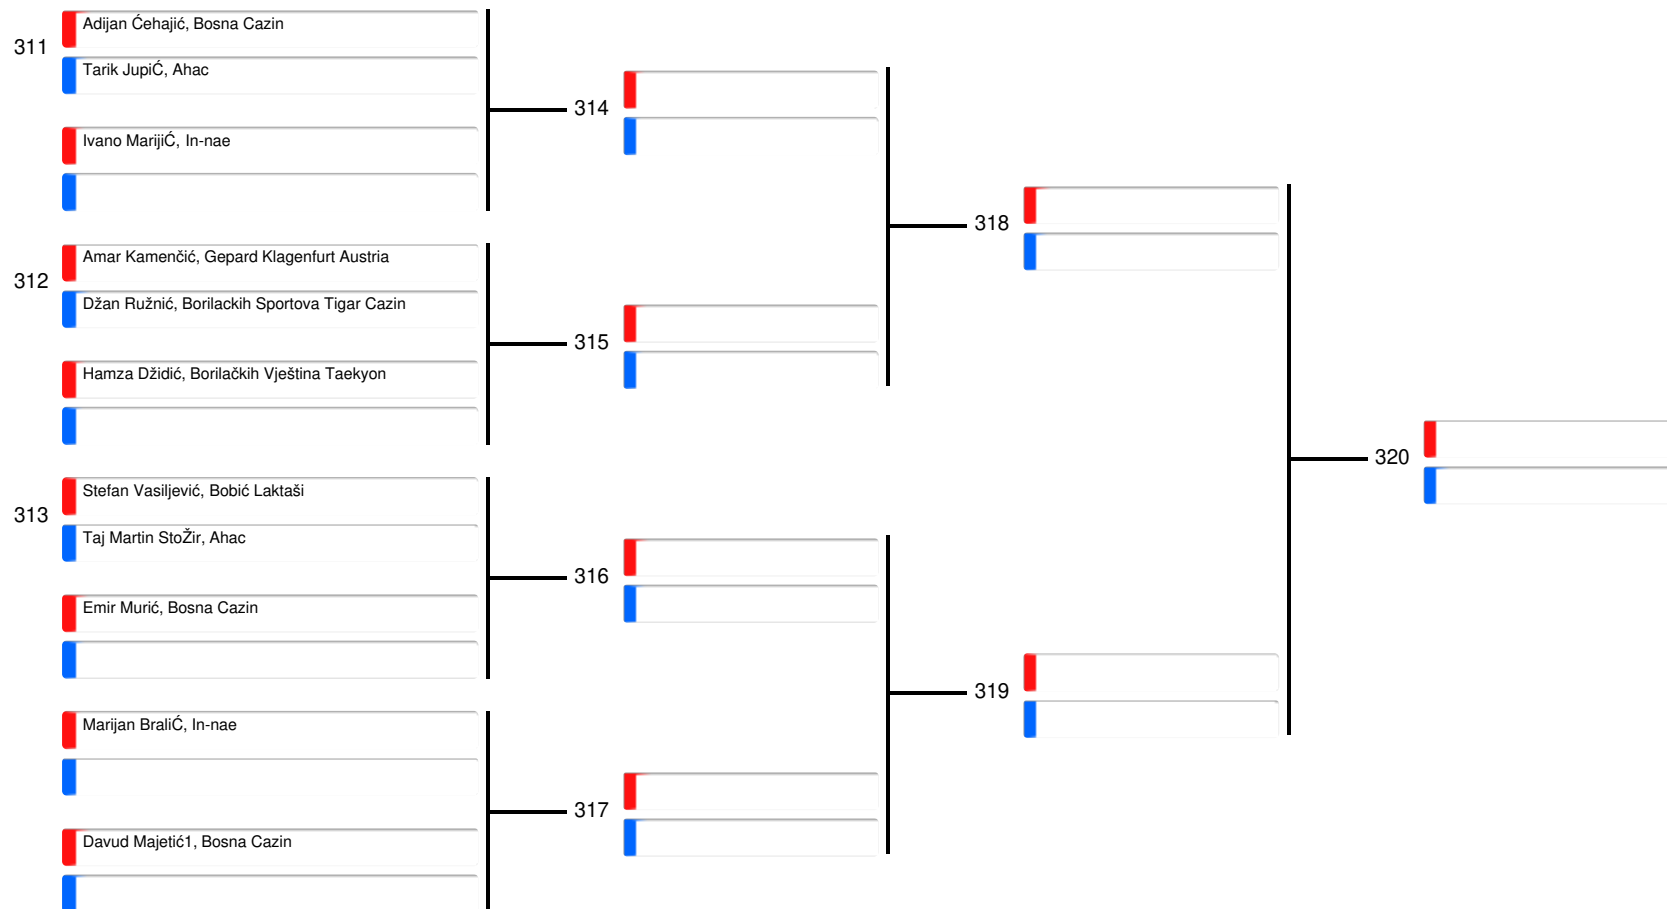 311
Adijan Ćehajić, Bosna Cazin
Tarik JupiĆ, Ahac
Ivano MarijiĆ, In-nae
312
Amar Kamenčić, Gepard Klagenfurt Austria
Džan Ružnić, Borilackih Sportova Tigar Cazin
Hamza Džidić, Borilačkih Vještina Taekyon
313
Stefan Vasiljević, Bobić Laktaši
Taj Martin StoŽir, Ahac
Emir Murić, Bosna Cazin
Marijan BraliĆ, In-nae
Davud Majetić1, Bosna Cazin
314
315
316
317
318
319
320